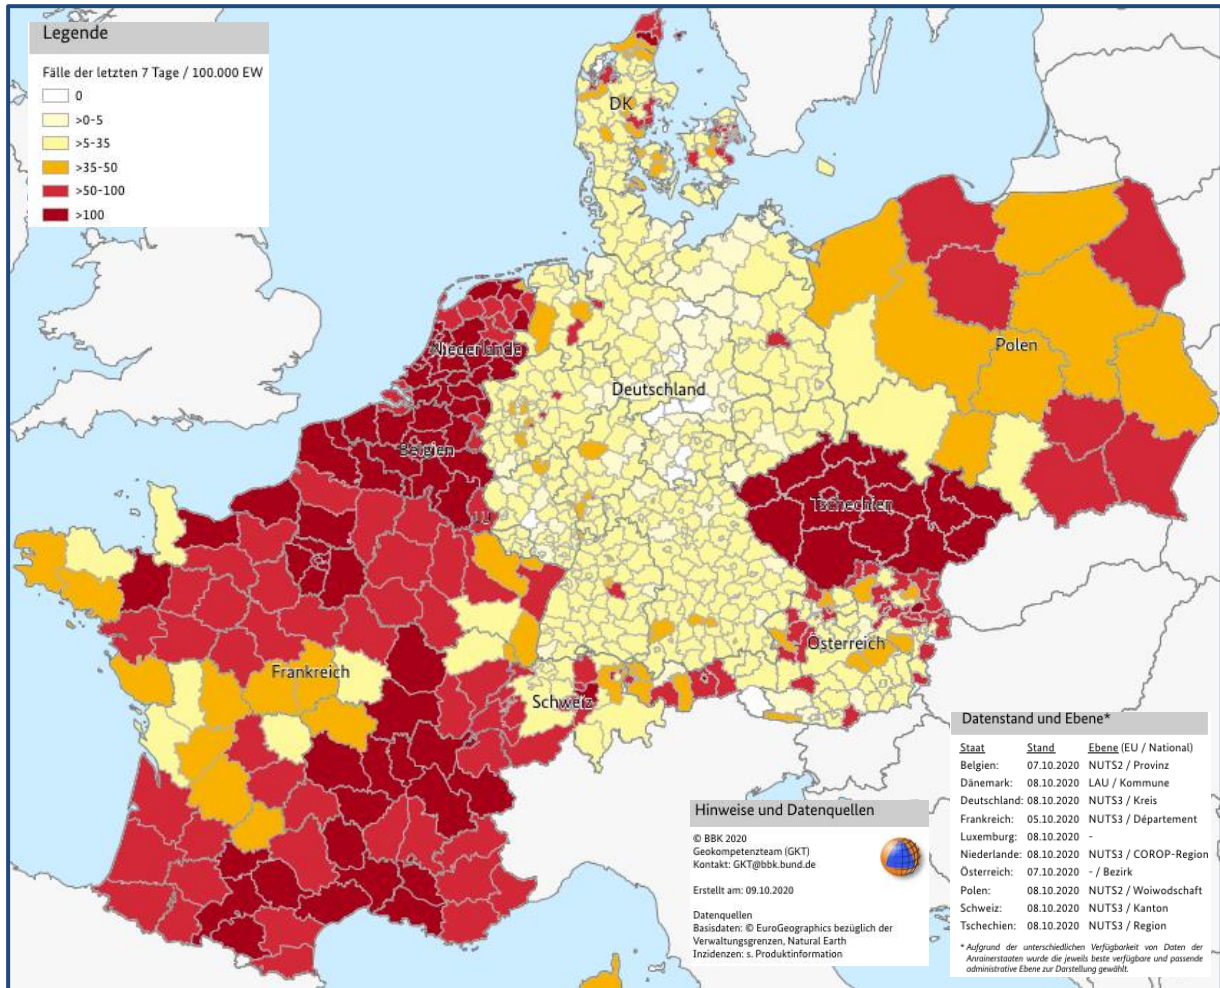 Legende
Fälle der letzten 7 Tage / 100.000 EW
0
>0-5
>5-35
>35-50
>50-100
>100
DK
Niederlande
Polen
Deutschland
Belgien
Tschechien
Österreich
Frankreich
Schweiz
Hinweise und Datenquellen
© BBK 2020
Geokompetenzteam (GKT)
Kontakt: GKT@bbk.bund.de
Erstellt am: 09.10.2020
Datenquellen
Basisdaten: © EuroGeographics bezüglich der
Verwaltungsgrenzen, Natural Earth
Inzidenzen: s. Produktinformation
Datenstand und Ebene*
Staat Stand Ebene (EU / National)
Belgien: 07.10.2020 NUTS2 / Provinz
Dänemark: 08.10.2020 LAU / Kommune
Deutschland: 08.10.2020 NUTS3 / Kreis
Frankreich: 05.10.2020 NUTS3 / Département
Luxemburg: 08.10.2020 -
Niederlande: 08.10.2020 NUTS3 / COROP-Region
Österreich: 07.10.2020 - / Bezirk
Polen: 08.10.2020 NUTS2 / Woiwodschaft
Schweiz: 08.10.2020 NUTS3 / Kanton
Tschechien: 08.10.2020 NUTS3 / Region
* Aufgrund der unterschiedlichen Verfügbarkeit von Daten der
Anrainerstaaten wurde die jeweils beste verfügbare und passende
administrative Ebene zur Darstellung gewählt.